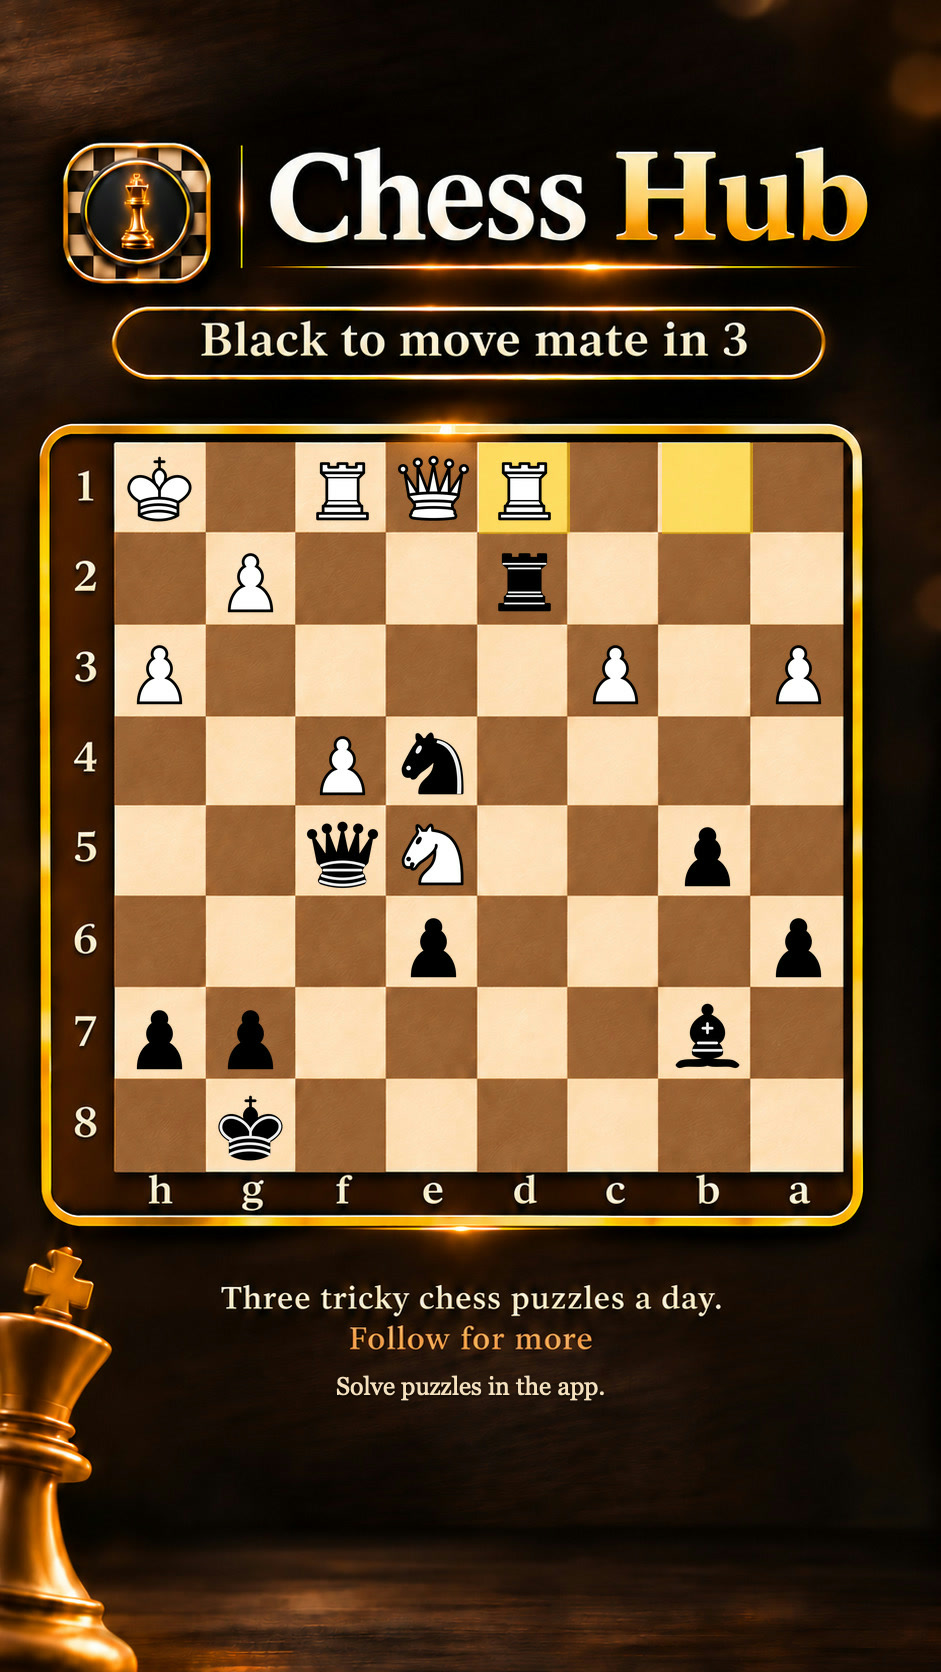 Chess Hub
Black to move mate in 3
1
2
3
4
5
6
7
8
h g f e d c b a
Three tricky chess puzzles a day.
Follow for more
Solve puzzles in the app.